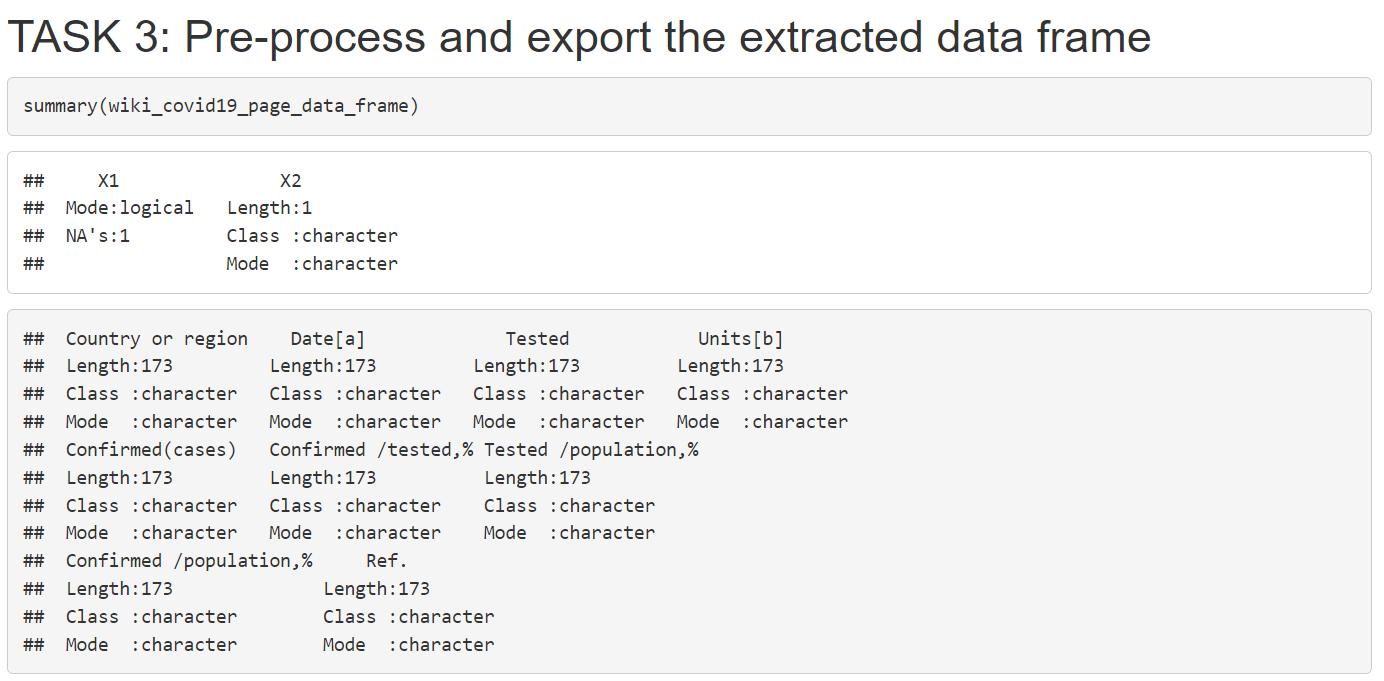 TASK 3: Pre-process and export the extracted data frame
summary(wiki_covid19_page_data_frame)
##     X1               X2
##  Mode:logical   Length:1
##  NA's:1         Class :character
##                 Mode  :character
##  Country or region    Date[a]             Tested            Units[b]
##  Length:173         Length:173         Length:173         Length:173
##  Class :character   Class :character   Class :character   Class :character
##  Mode  :character   Mode  :character   Mode  :character   Mode  :character
##  Confirmed(cases)   Confirmed /tested,% Tested /population,%
##  Length:173         Length:173          Length:173
##  Class :character   Class :character    Class :character
##  Mode  :character   Mode  :character    Mode  :character
##  Confirmed /population,%     Ref.
##  Length:173              Length:173
##  Class :character        Class :character
##  Mode  :character        Mode  :character